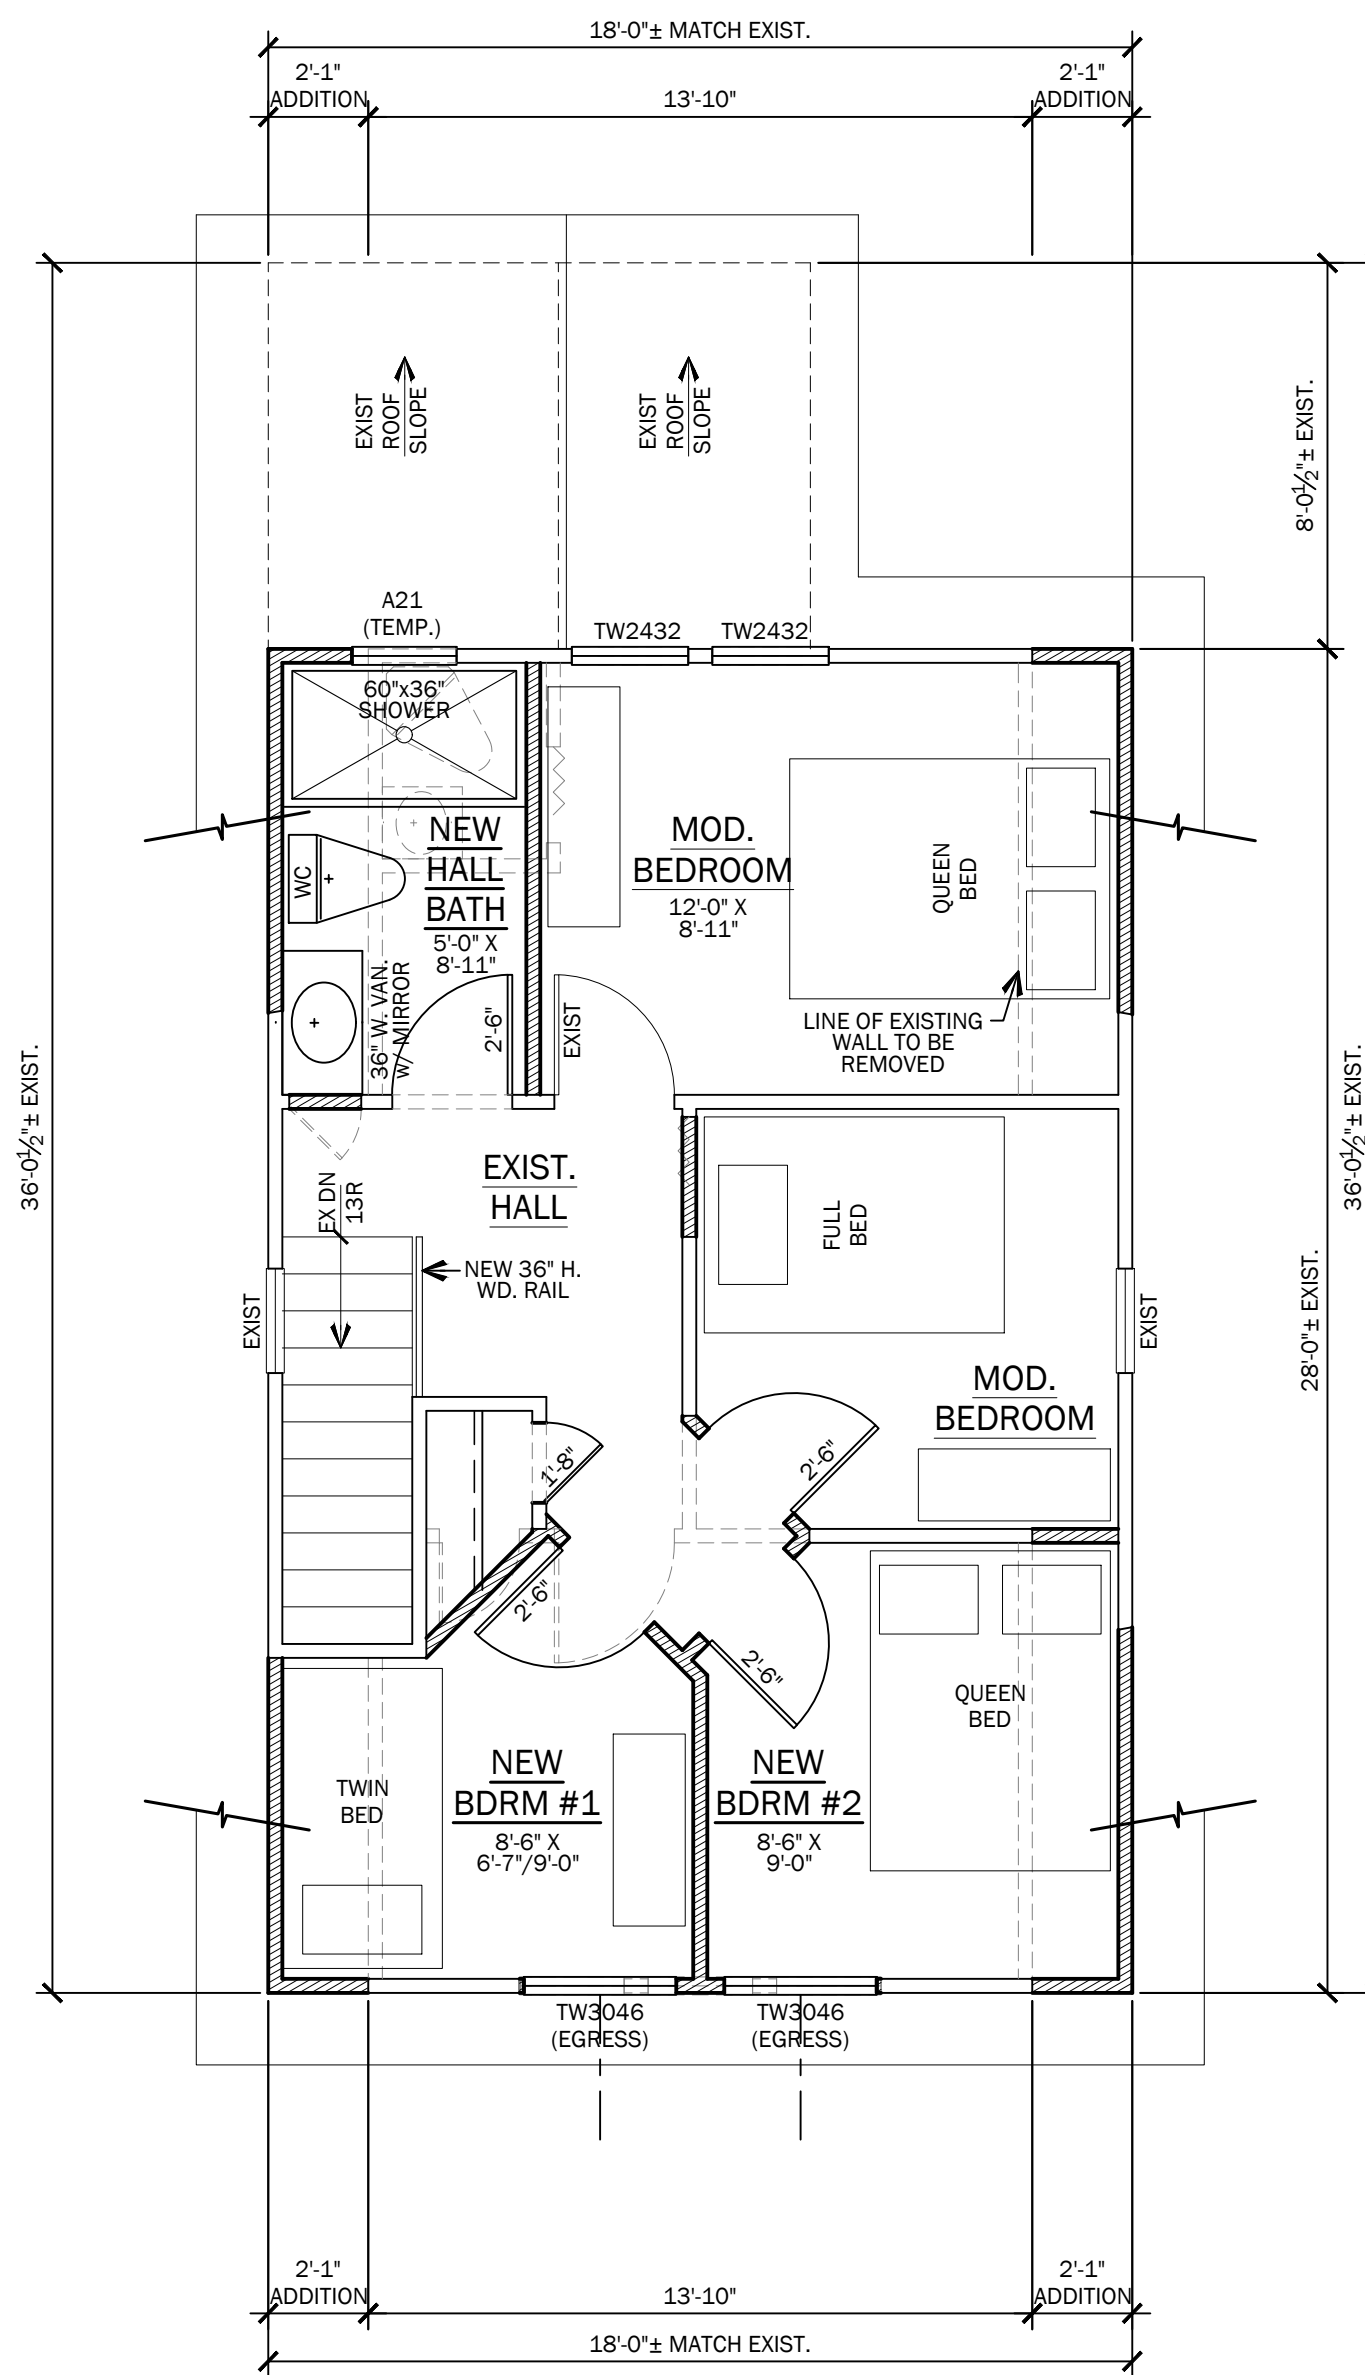 18'-0"± MATCH EXIST.
2'-1"
ADDITION
13'-10"
2'-1"
ADDITION
EXIST
ROOF
SLOPE
EXIST
ROOF
SLOPE
8'-0½"± EXIST.
A21
(TEMP.)
TW2432
TW2432
60"x36"
SHOWER
NEW
HALL
BATH
5'-0" X
8'-11"
WC
36" W. VAN.
W/ MIRROR
2'-6"
EXIST
MOD.
BEDROOM
12'-0" X
8'-11"
QUEEN
BED
LINE OF EXISTING
WALL TO BE
REMOVED
36'-0½"± EXIST.
36'-0½"± EXIST.
EXIST.
HALL
EX DN
13R
NEW 36" H.
WD. RAIL
FULL
BED
EXIST
EXIST
28'-0"± EXIST.
MOD.
BEDROOM
1'-8"
2'-6"
2'-6"
2'-6"
QUEEN
BED
TWIN
BED
NEW
BDRM #1
8'-6" X
6'-7"/9'-0"
NEW
BDRM #2
8'-6" X
9'-0"
TW3046
(EGRESS)
TW3046
(EGRESS)
2'-1"
ADDITION
13'-10"
2'-1"
ADDITION
18'-0"± MATCH EXIST.